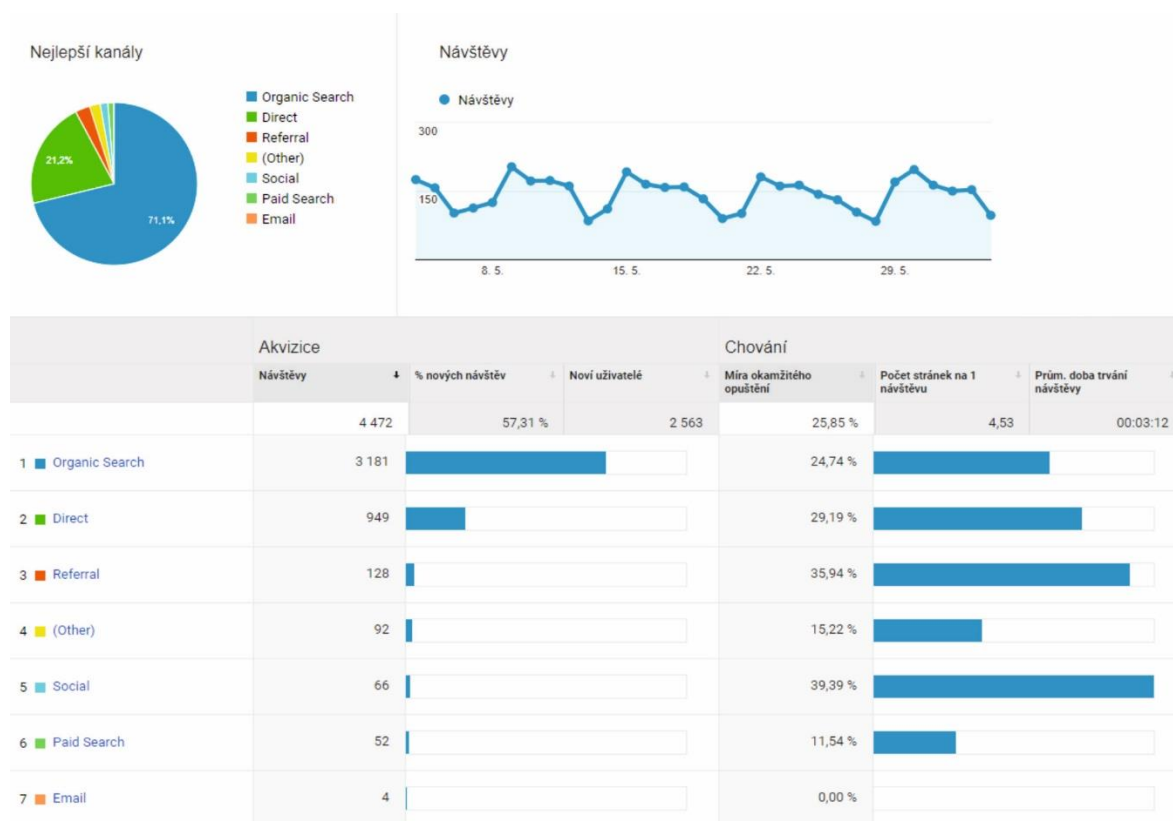 Nejlepší kanály
Organic Search
Direct
Referral
(Other)
Social
Paid Search
Email
21,2%
71,1%
Návštěvy
Návštěvy
300
150
8. 5.
15. 5.
22. 5.
29. 5.
Akvizice
Chování
Návštěvy
% nových návštěv
Noví uživatelé
Míra okamžitého
opuštění
Počet stránek na 1
návštěvu
Prům. doba trvání
návštěvy
4 472
57,31 %
2 563
25,85 %
4,53
00:03:12
1 Organic Search 3 181 24,74 %
2 Direct 949 29,19 %
3 Referral 128 35,94 %
4 (Other) 92 15,22 %
5 Social 66 39,39 %
6 Paid Search 52 11,54 %
7 Email 4 0,00 %